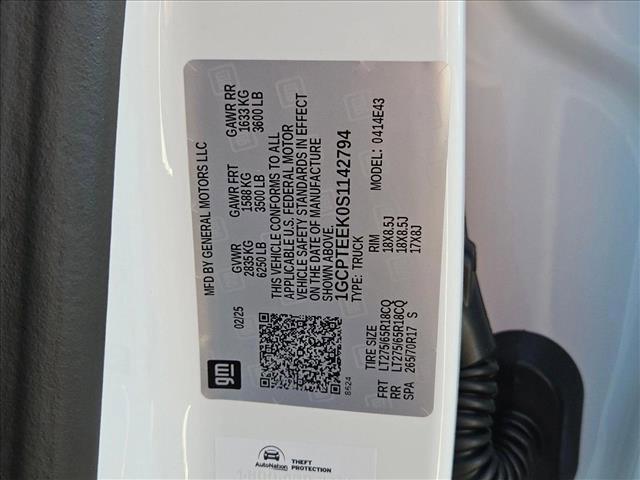 MFD BY GENERAL MOTORS LLC
02/25
GVWR GAWR FRT GAWR RR
2835 KG 1588 KG 1633 KG
6250 LB 3500 LB 3600 LB
THIS VEHICLE CONFORMS TO ALL
APPLICABLE U.S. FEDERAL MOTOR
VEHICLE SAFETY STANDARDS IN EFFECT
ON THE DATE OF MANUFACTURE
SHOWN ABOVE.
1GCPTEEK0S1142794
TYPE: TRUCK MODEL: 0414E43
gm
8624
TIRE SIZE RIM
FRT LT275/65R18CQ 18X8.5J
RR LT275/65R18CQ 18X8.5J
SPA 265/70R17 S 17X8J
AutoNation
THEFT
PROTECTION